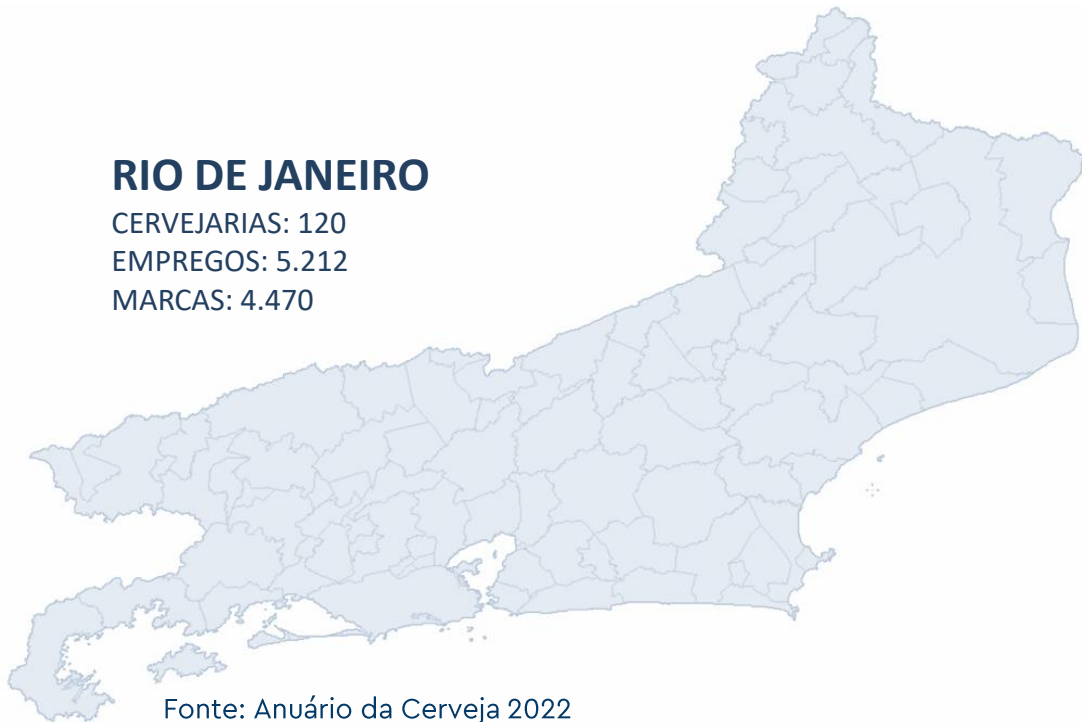 RIO DE JANEIRO
CERVEJARIAS: 120
EMPREGOS: 5.212
MARCAS: 4.470
Fonte: Anuário da Cerveja 2022